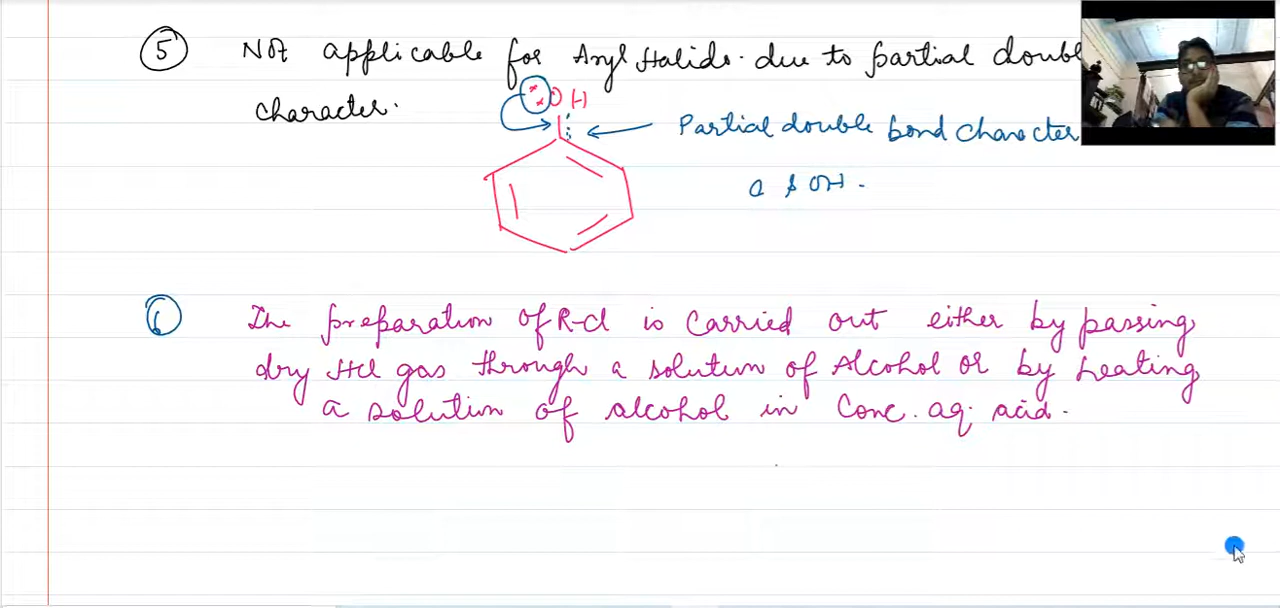 5 Not applicable for Aryl Halide. due to partial doubl
character.
OH
Partial double bond character
a & OH.
6 The preparation of R-Cl is carried out either by passing
dry HCl gas through a solution of Alcohol or by heating
a solution of alcohol in Conc. aq. acid.